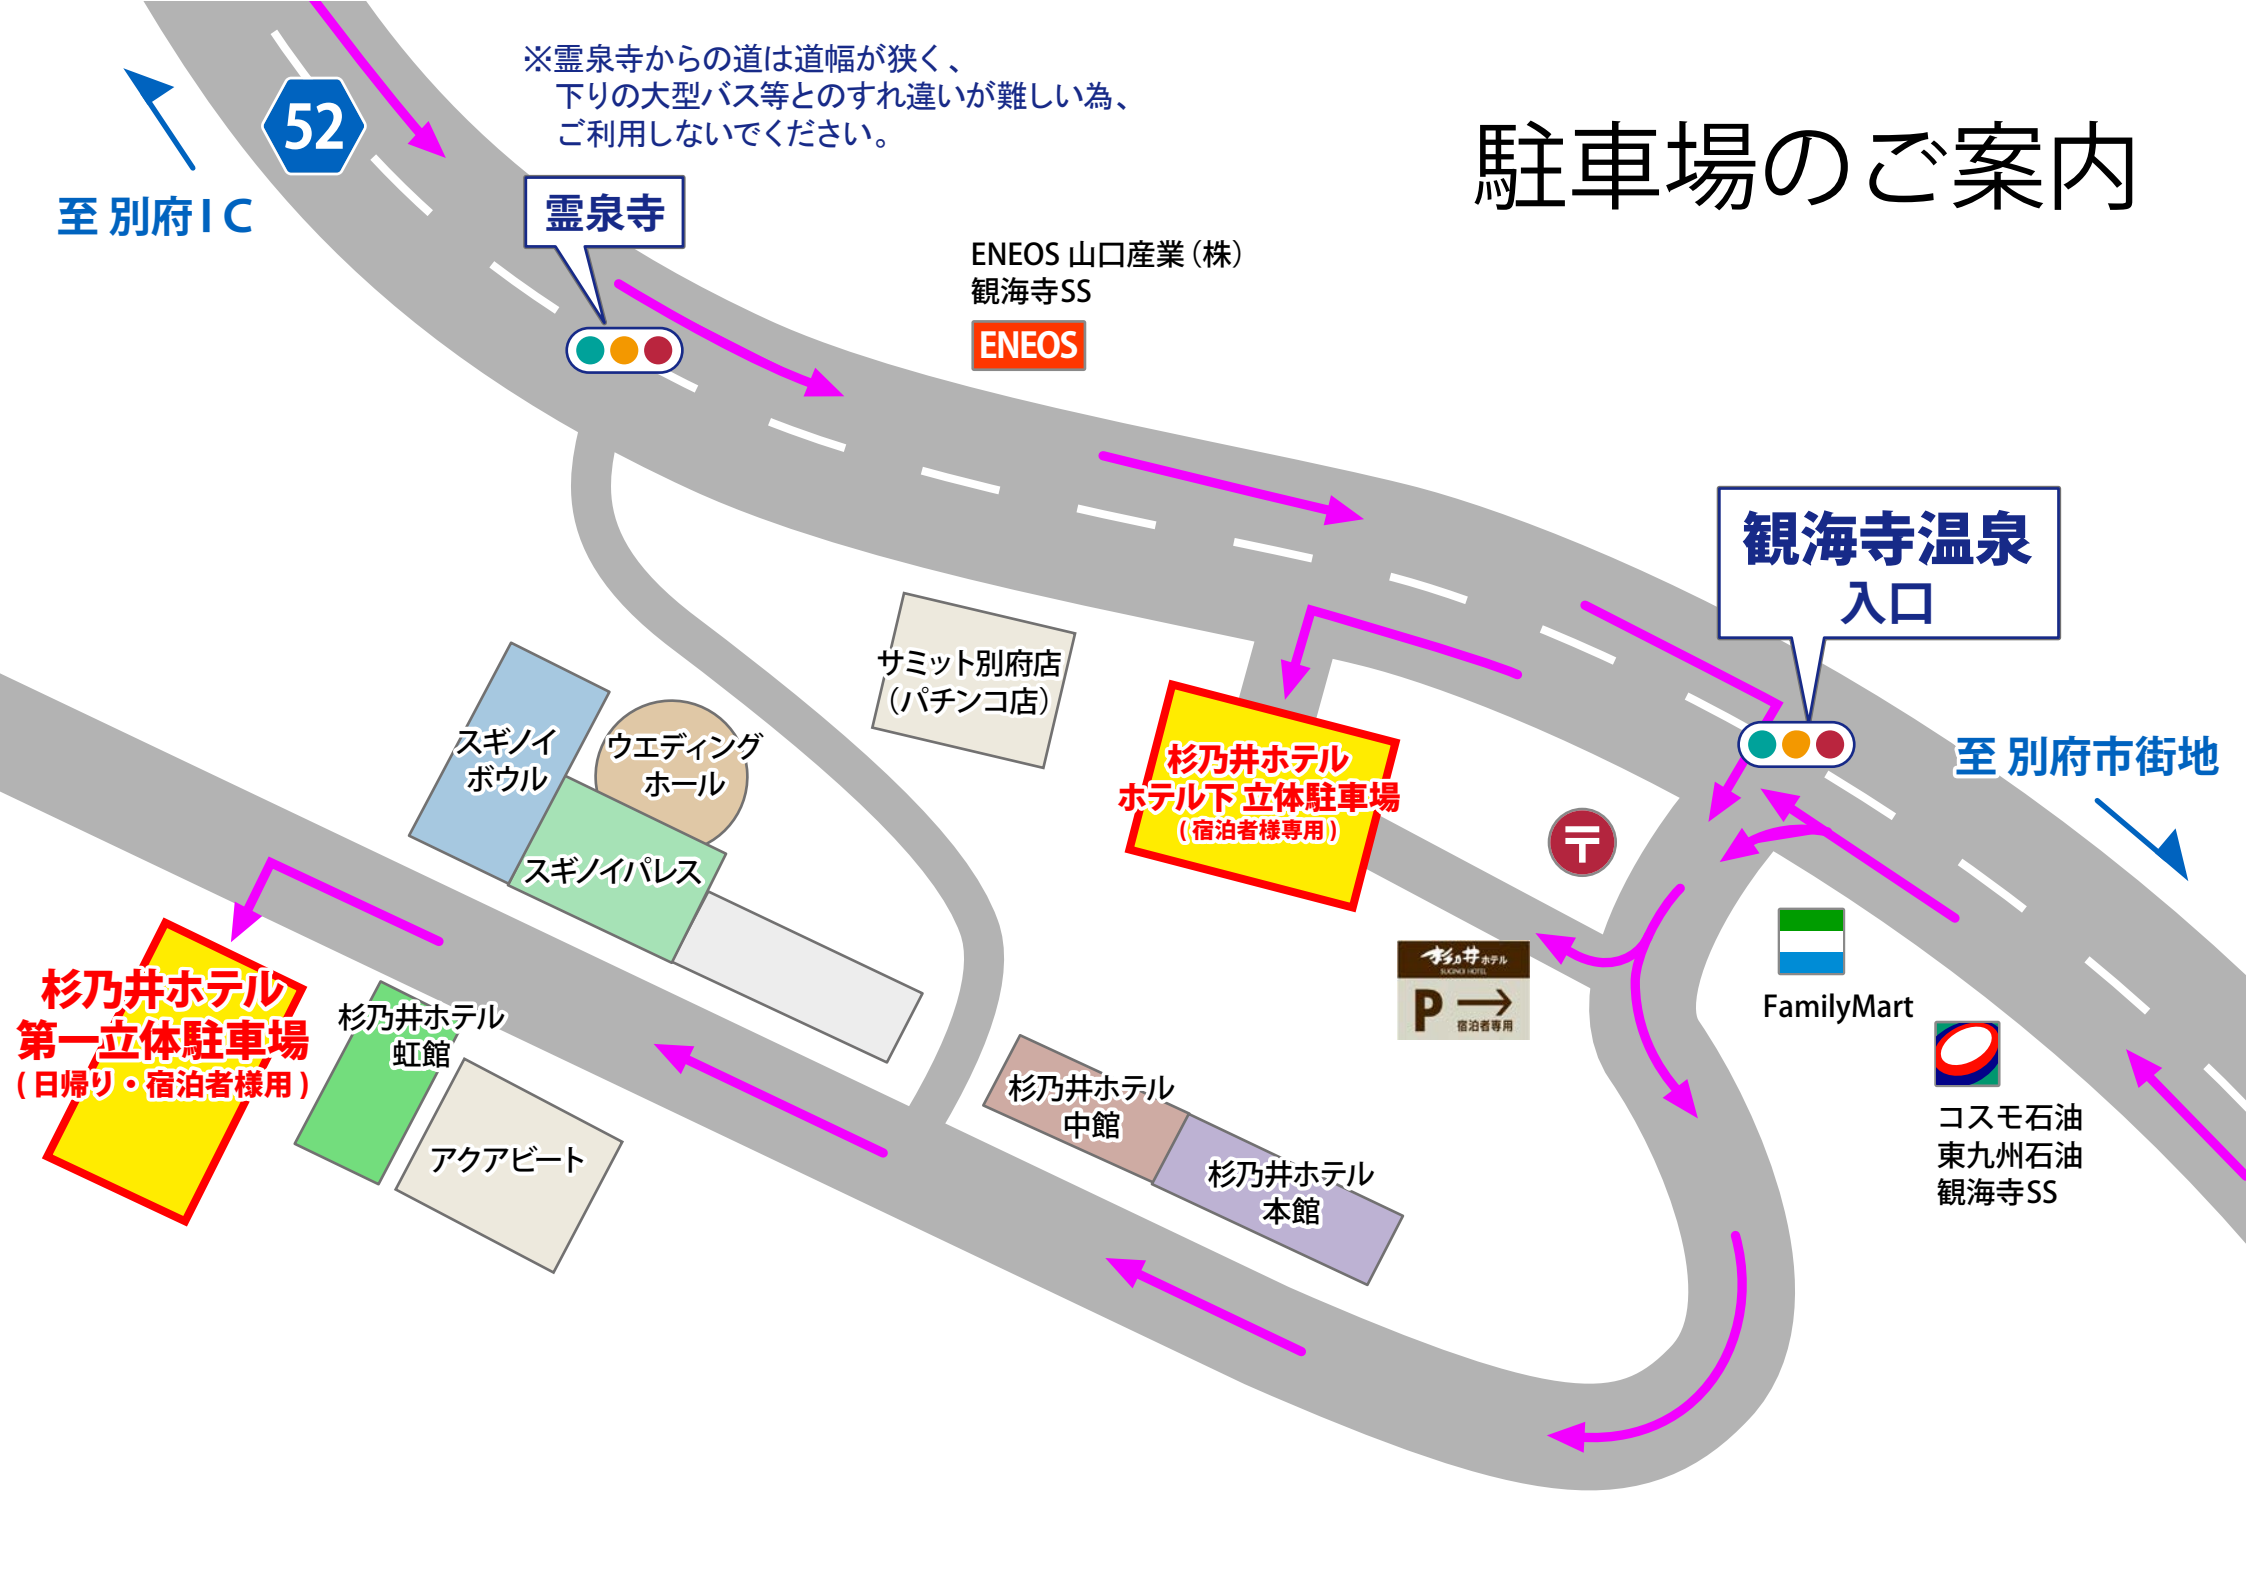 ※霊泉寺からの道は道幅が狭く、
下りの大型バス等とのすれ違いが難しい為、
ご利用しないでください。
駐車場のご案内
52
至 別府IC
霊泉寺
ENEOS 山口産業（株）
観海寺SS
ENEOS
観海寺温泉
入口
至 別府市街地
サミット別府店
（パチンコ店）
スギノイ
ボウル
ウエディング
ホール
スギノイパレス
杉乃井ホテル
ホテル下 立体駐車場
(宿泊者様専用)
〒
杉乃井ホテル
SUGINOI HOTEL
P →
宿泊者専用
FamilyMart
コスモ石油
東九州石油
観海寺SS
杉乃井ホテル
第一立体駐車場
(日帰り・宿泊者様用)
杉乃井ホテル
虹館
アクアビート
杉乃井ホテル
中館
杉乃井ホテル
本館